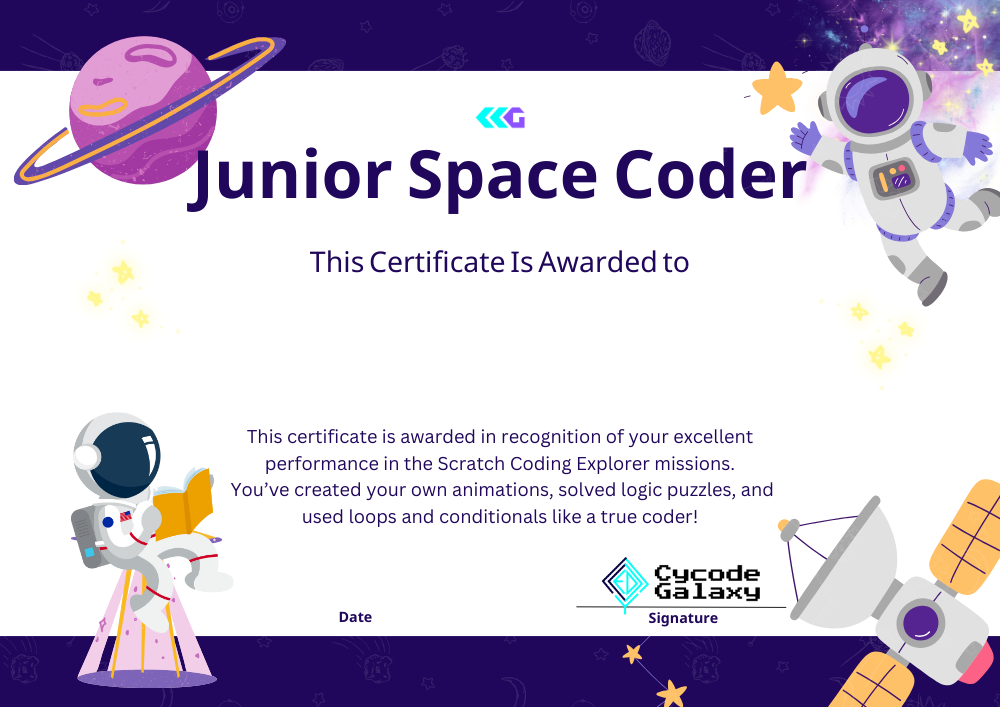 Junior Space Coder
This Certificate Is Awarded to
This certificate is awarded in recognition of your excellent
performance in the Scratch Coding Explorer missions.
You’ve created your own animations, solved logic puzzles, and
used loops and conditionals like a true coder!
Cycode
Galaxy
Date
Signature